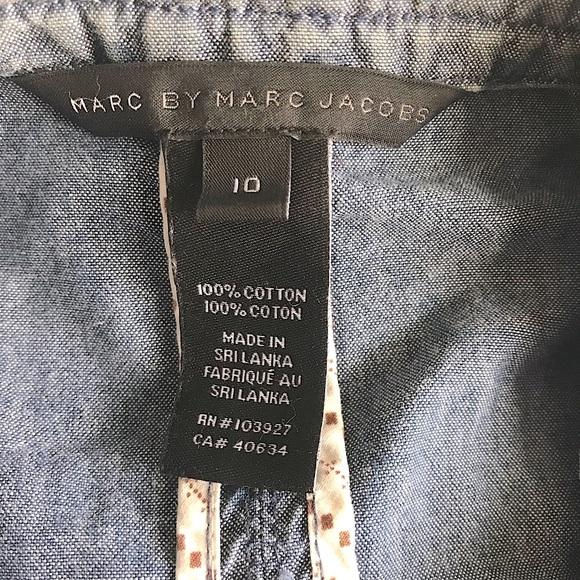 MARC BY MARC JACOBS
10
100% COTTON
100% COTON
MADE IN
SRI LANKA
FABRIQUÉ AU
SRI LANKA
RN# 103927
CA# 40634